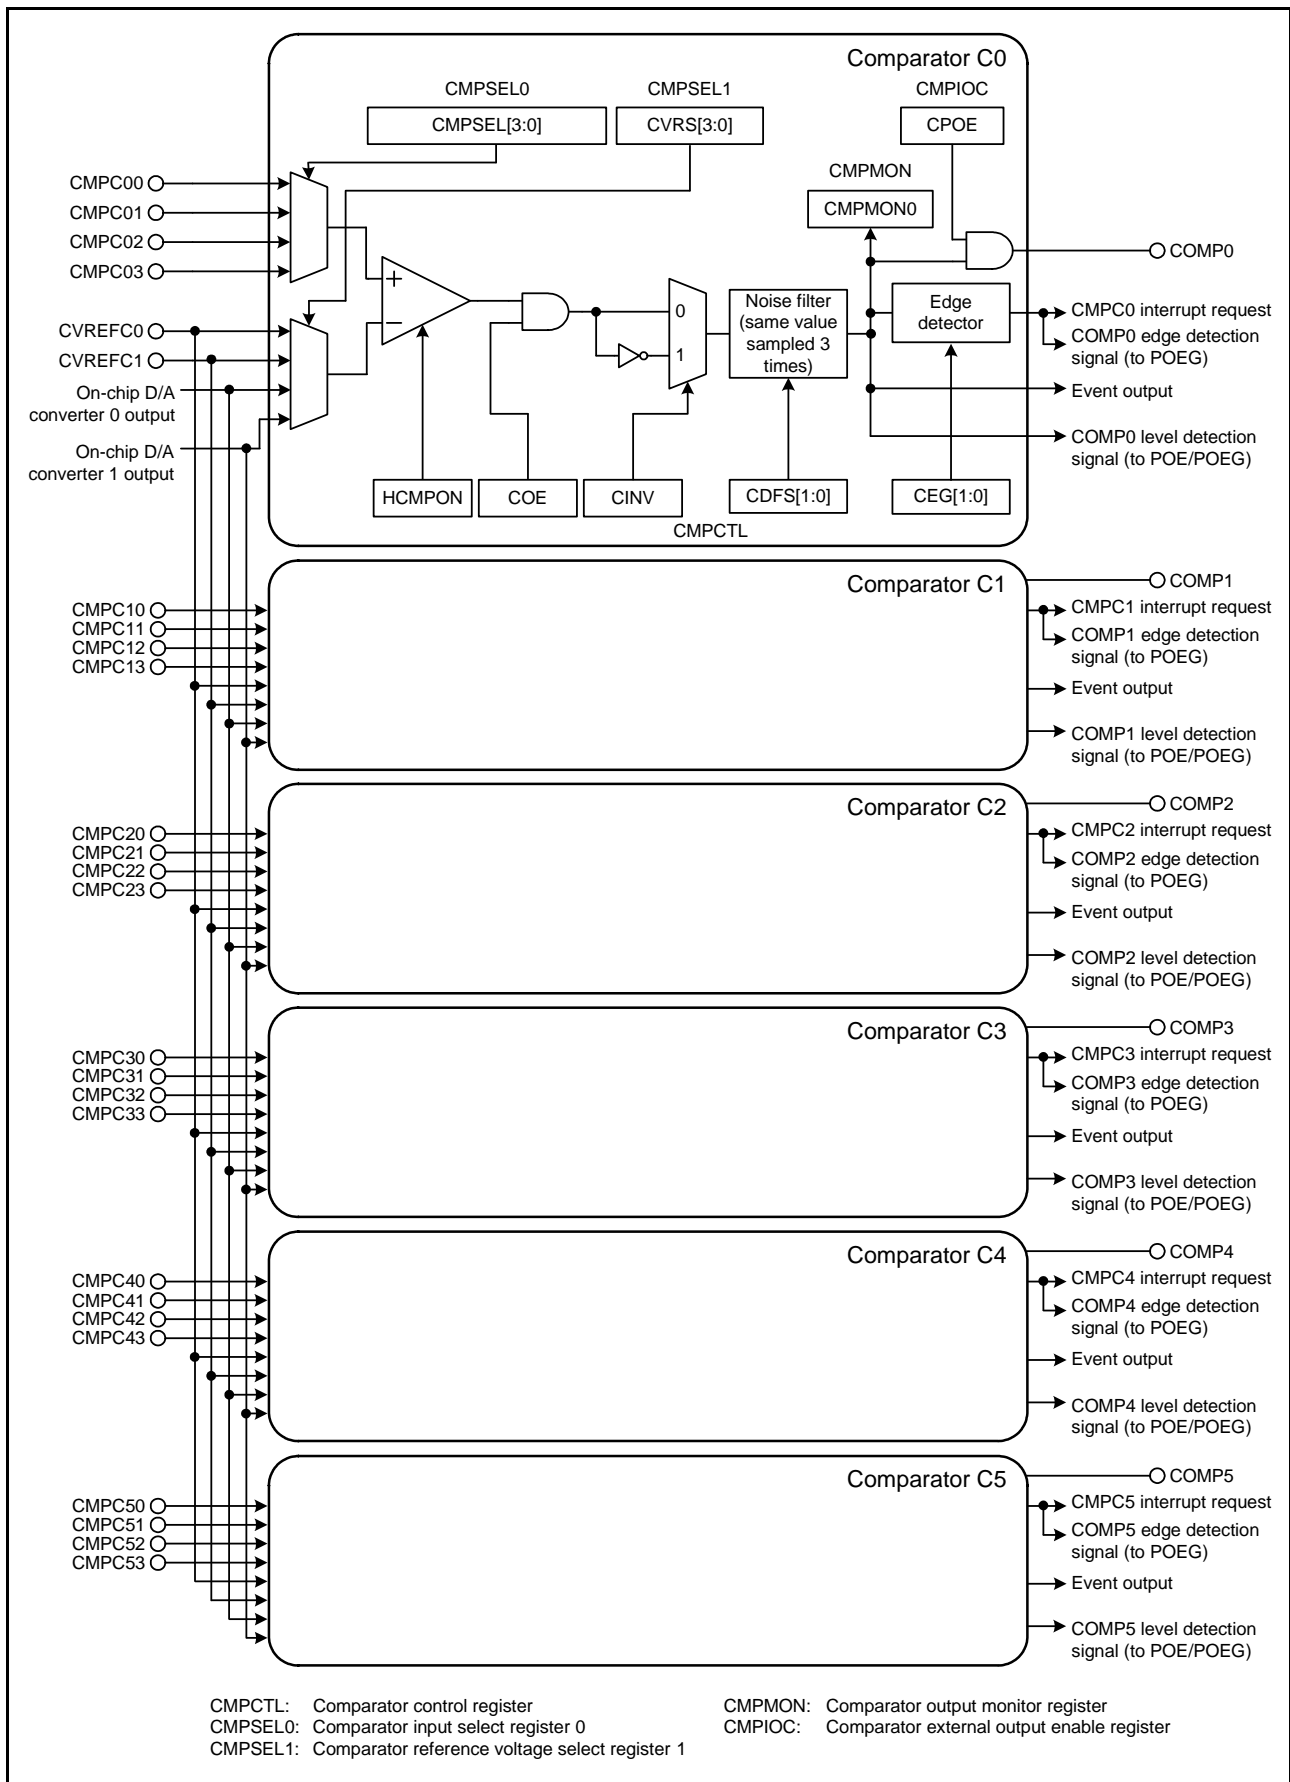 Comparator C0
CMPSEL0
CMPSEL1
CMPIOC
CMPSEL[3:0]
CVRS[3:0]
CPOE
CMPMON
CMPMON0
CMPC00
CMPC01
CMPC02
CMPC03
COMP0
CVREFC0
CVREFC1
On-chip D/A
converter 0 output
On-chip D/A
converter 1 output
+
−
0
1
Noise filter
(same value
sampled 3
times)
Edge
detector
CMPC0 interrupt request
COMP0 edge detection
signal (to POEG)
Event output
COMP0 level detection
signal (to POE/POEG)
HCMPON
COE
CINV
CDFS[1:0]
CEG[1:0]
CMPCTL
Comparator C1
CMPC10
CMPC11
CMPC12
CMPC13
COMP1
CMPC1 interrupt request
COMP1 edge detection
signal (to POEG)
Event output
COMP1 level detection
signal (to POE/POEG)
Comparator C2
CMPC20
CMPC21
CMPC22
CMPC23
COMP2
CMPC2 interrupt request
COMP2 edge detection
signal (to POEG)
Event output
COMP2 level detection
signal (to POE/POEG)
Comparator C3
CMPC30
CMPC31
CMPC32
CMPC33
COMP3
CMPC3 interrupt request
COMP3 edge detection
signal (to POEG)
Event output
COMP3 level detection
signal (to POE/POEG)
Comparator C4
CMPC40
CMPC41
CMPC42
CMPC43
COMP4
CMPC4 interrupt request
COMP4 edge detection
signal (to POEG)
Event output
COMP4 level detection
signal (to POE/POEG)
Comparator C5
CMPC50
CMPC51
CMPC52
CMPC53
COMP5
CMPC5 interrupt request
COMP5 edge detection
signal (to POEG)
Event output
COMP5 level detection
signal (to POE/POEG)
CMPCTL: Comparator control register
CMPSEL0: Comparator input select register 0
CMPSEL1: Comparator reference voltage select register 1
CMPMON: Comparator output monitor register
CMPIOC: Comparator external output enable register